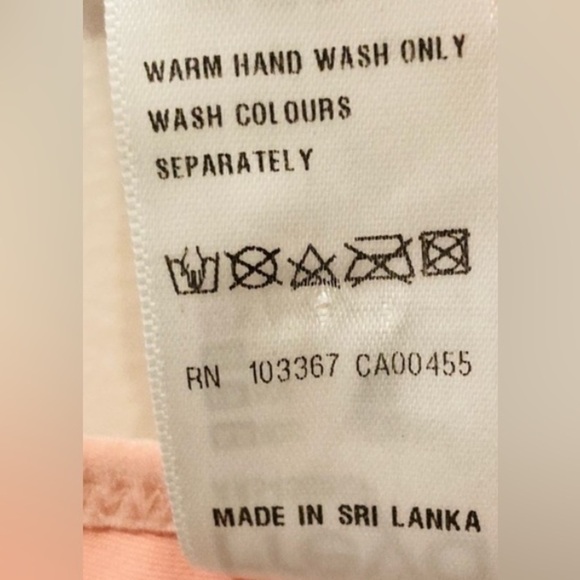 WARM HAND WASH ONLY
WASH COLOURS
SEPARATELY
RN 103367 CA00455
MADE IN SRI LANKA